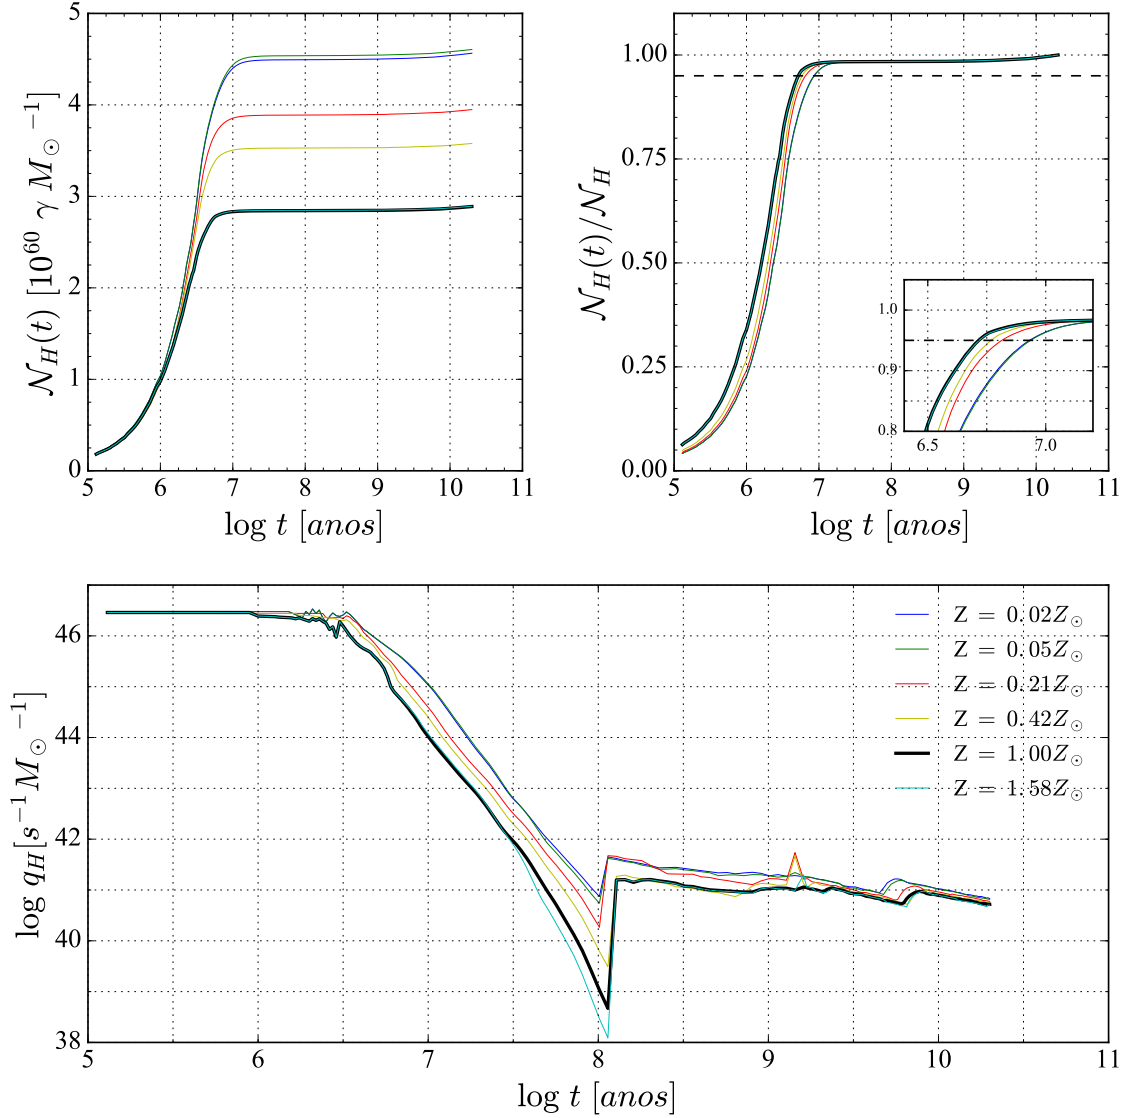 5
4
3
2
1
0
5 6 7 8 9 10 11
𝒩_H(t) [10^60 γ M_⊙^−1]
log t [anos]
1.00
0.75
0.50
0.25
0.00
5 6 7 8 9 10 11
𝒩_H(t)/𝒩_H
log t [anos]
1.0
0.9
0.8
6.5 7.0
46
44
42
40
38
5 6 7 8 9 10 11
log q_H[s^−1 M_⊙^−1]
log t [anos]
Z = 0.02Z_⊙
Z = 0.05Z_⊙
Z = 0.21Z_⊙
Z = 0.42Z_⊙
Z = 1.00Z_⊙
Z = 1.58Z_⊙